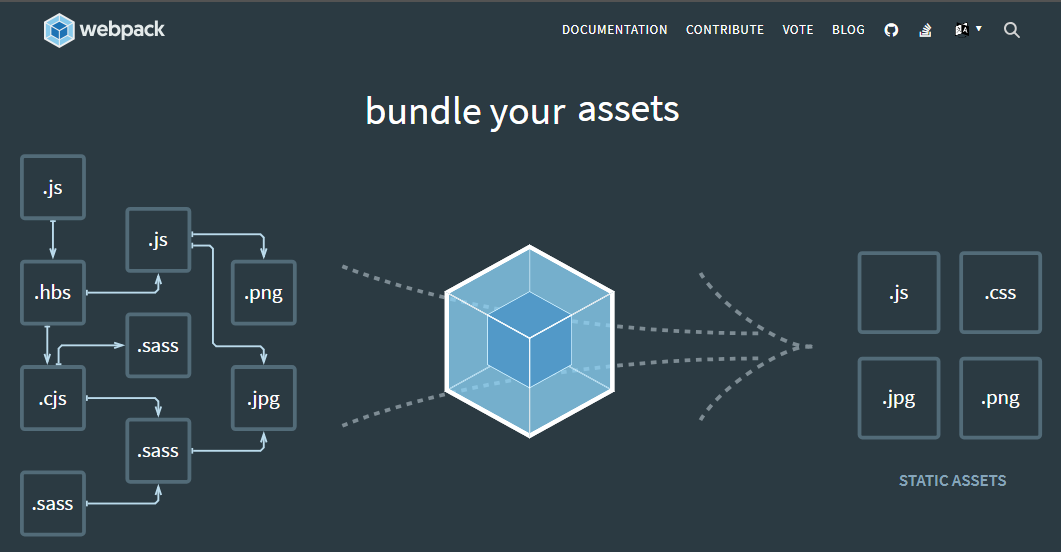 webpack
DOCUMENTATION CONTRIBUTE VOTE BLOG
bundle your assets
.js
.js
.hbs
.png
.sass
.cjs
.jpg
.sass
.sass
.js .css
.jpg .png
STATIC ASSETS